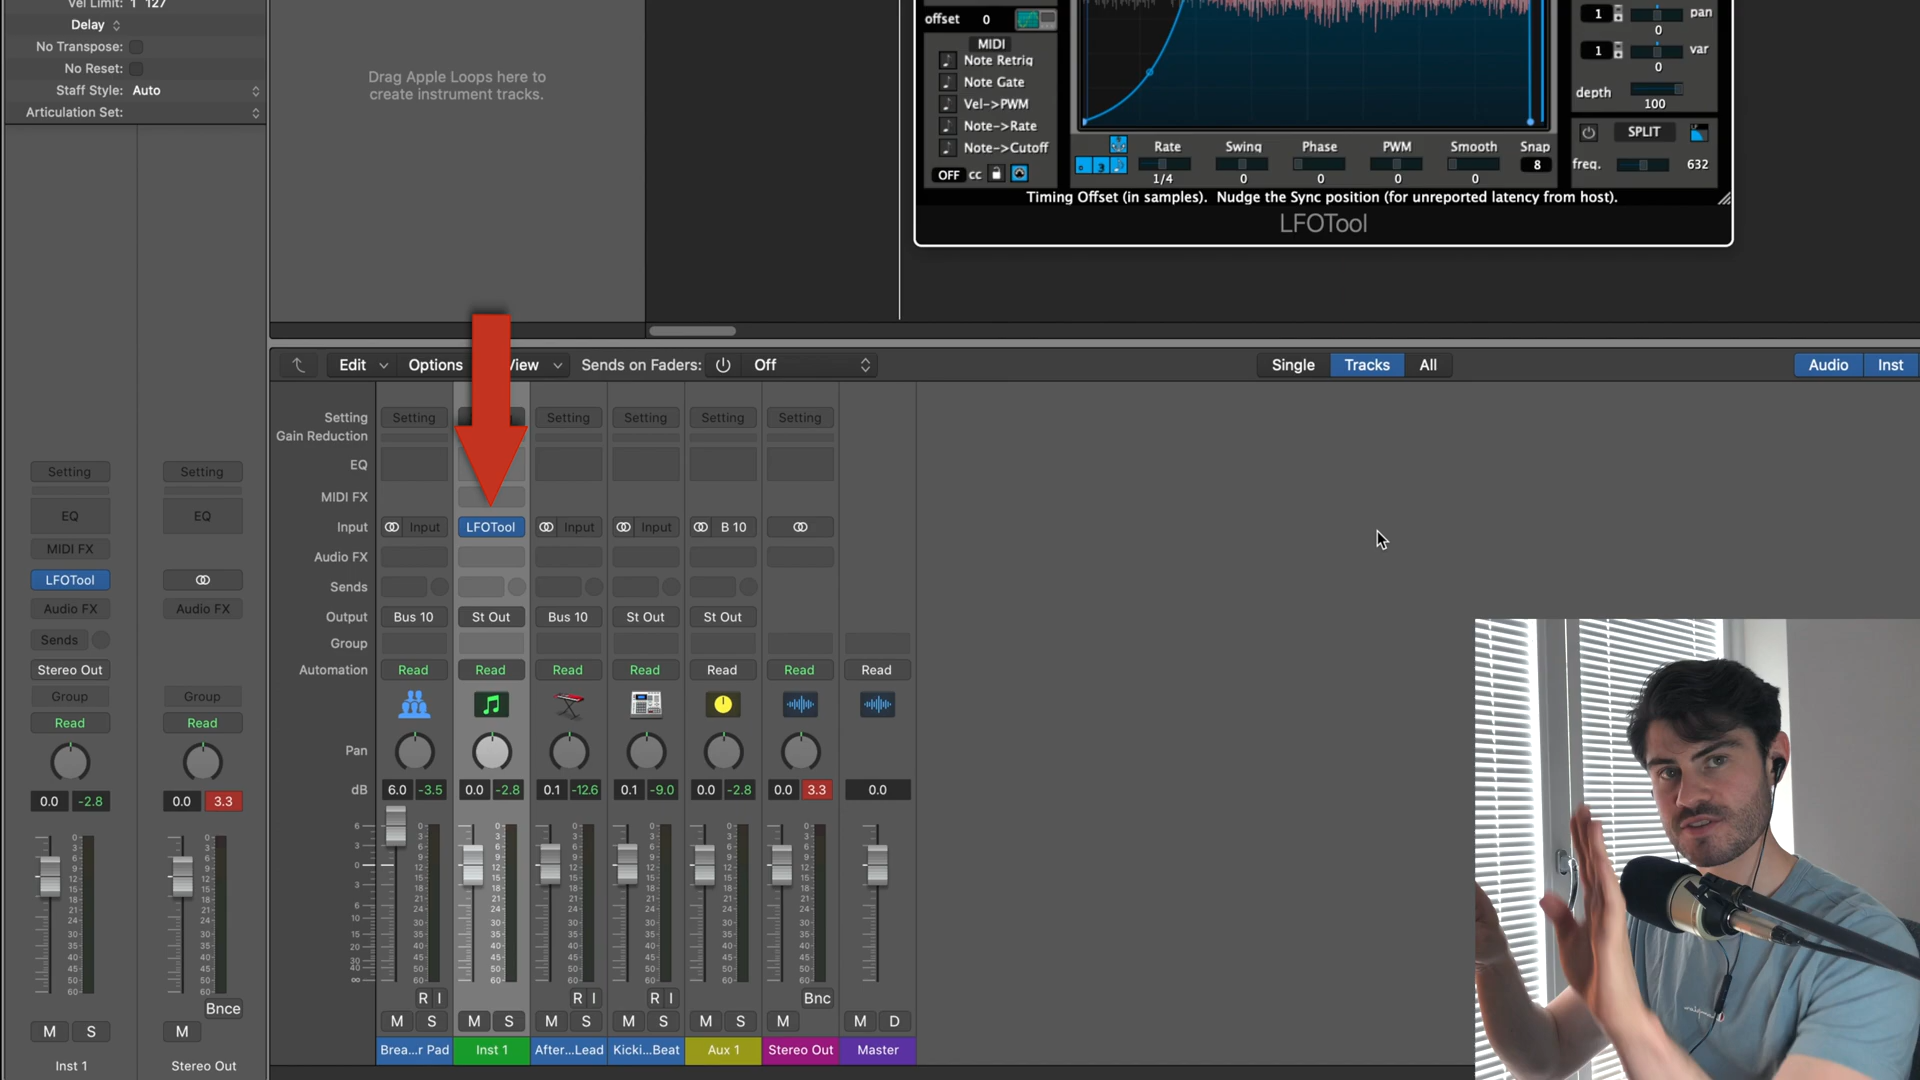 Vel Limit: 1 127
Delay
No Transpose:
No Reset:
Staff Style: Auto
Articulation Set:
Drag Apple Loops here to
create instrument tracks.
offset 0
MIDI
Note Retrig
Note Gate
Vel->PWM
Note->Rate
Note->Cutoff
OFF cc
3
Rate Swing Phase PWM Smooth Snap
1/4 0 0 0 0 8
1 pan
0
1 var
0
depth
100
SPLIT
freq. 632
Timing Offset (in samples). Nudge the Sync position (for unreported latency from host).
LFOTool
Edit Options View Sends on Faders: Off Single Tracks All Audio Inst
Setting Setting Setting Setting Setting Setting
Gain Reduction
EQ
MIDI FX
Input Input LFOTool Input Input B 10
Audio FX
Sends
Output Bus 10 St Out Bus 10 St Out St Out
Group
Automation Read Read Read Read Read Read Read
Pan
dB 6.0 -3.5 0.0 -2.8 0.1 -12.6 0.1 -9.0 0.0 -2.8 0.0 3.3 0.0
R I R I R I Bnc
M S M S M S M S M S M M D
Brea...r Pad Inst 1 After...Lead Kicki...Beat Aux 1 Stereo Out Master
Setting Setting
EQ EQ
MIDI FX
LFOTool
Audio FX Audio FX
Sends
Stereo Out
Group Group
Read Read
0.0 -2.8 0.0 3.3
Bnce
M S M
Inst 1 Stereo Out